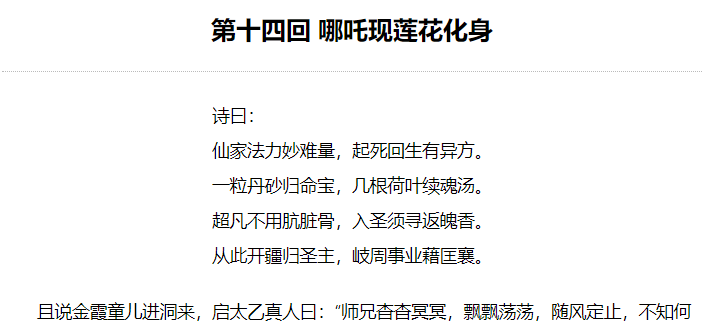 第十四回 哪吒现莲花化身
诗曰：
仙家法力妙难量，起死回生有异方。
一粒丹砂归命宝，几根荷叶续魂汤。
超凡不用肮脏骨，入圣须寻返魄香。
从此开疆归圣主，岐周事业藉匡襄。
且说金霞童儿进洞来，启太乙真人曰：“师兄杳杳冥冥，飘飘荡荡，随风定止，不知何